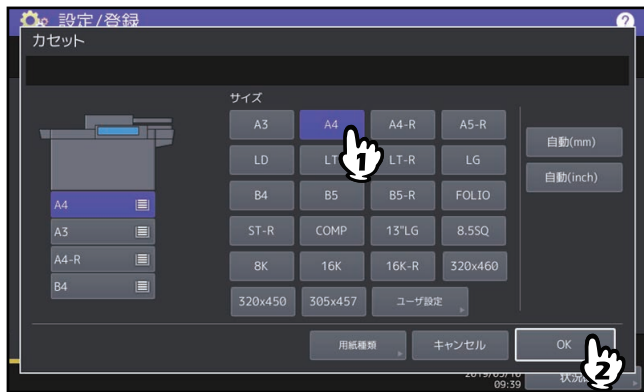 設定/登録 ?
カセット
サイズ
A3 A4 A4-R A5-R
LD LT LT-R LG
B4 B5 B5-R FOLIO
ST-R COMP 13"LG 8.5SQ
8K 16K 16K-R 320x460
320x450 305x457 ユーザ設定
自動(mm)
自動(inch)
A4
A3
A4-R
B4
1
用紙種類 キャンセル OK
2
09:39